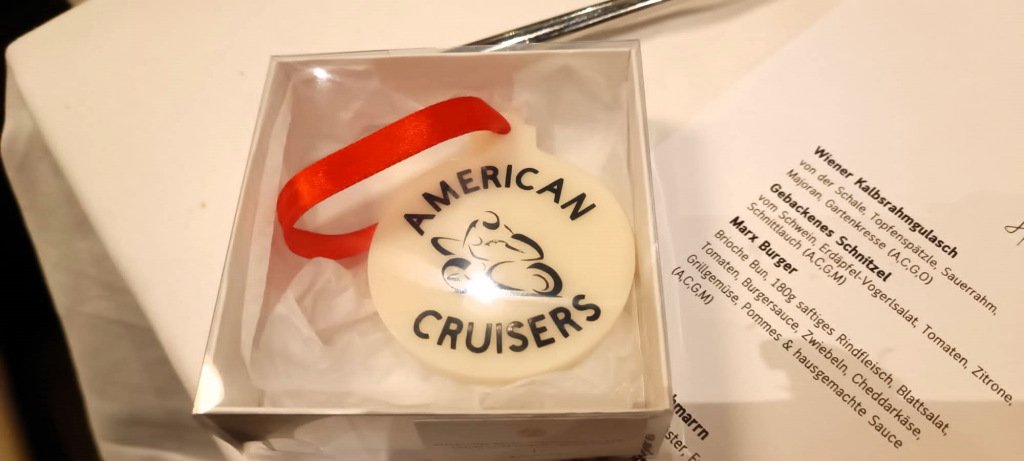 AMERICAN
CRUISERS
Wiener Kalbsrahmgulasch
von der Schale, Topfenspätzle, Sauerrahm,
Majoran, Gartenkresse (A,C,G,O)
Gebackenes Schnitzel
vom Schwein, Erdäpfel-Vogerlsalat, Tomaten, Zitrone,
Schnittlauch (A,C,G,M)
Marx Burger
Brioche Bun, 180g saftiges Rindfleisch, Blattsalat,
Tomaten, Burgersauce, Zwiebeln, Cheddarkäse,
Grillgemüse, Pommes & hausgemachte Sauce
(A,C,G,M)